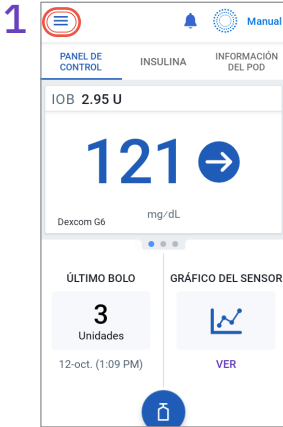 1
Manual
PANEL DE CONTROL
INSULINA
INFORMACIÓN DEL POD
IOB 2.95 U
121
mg/dL
Dexcom G6
ÚLTIMO BOLO
GRÁFICO DEL SENSOR
3
Unidades
12-oct. (1:09 PM)
VER